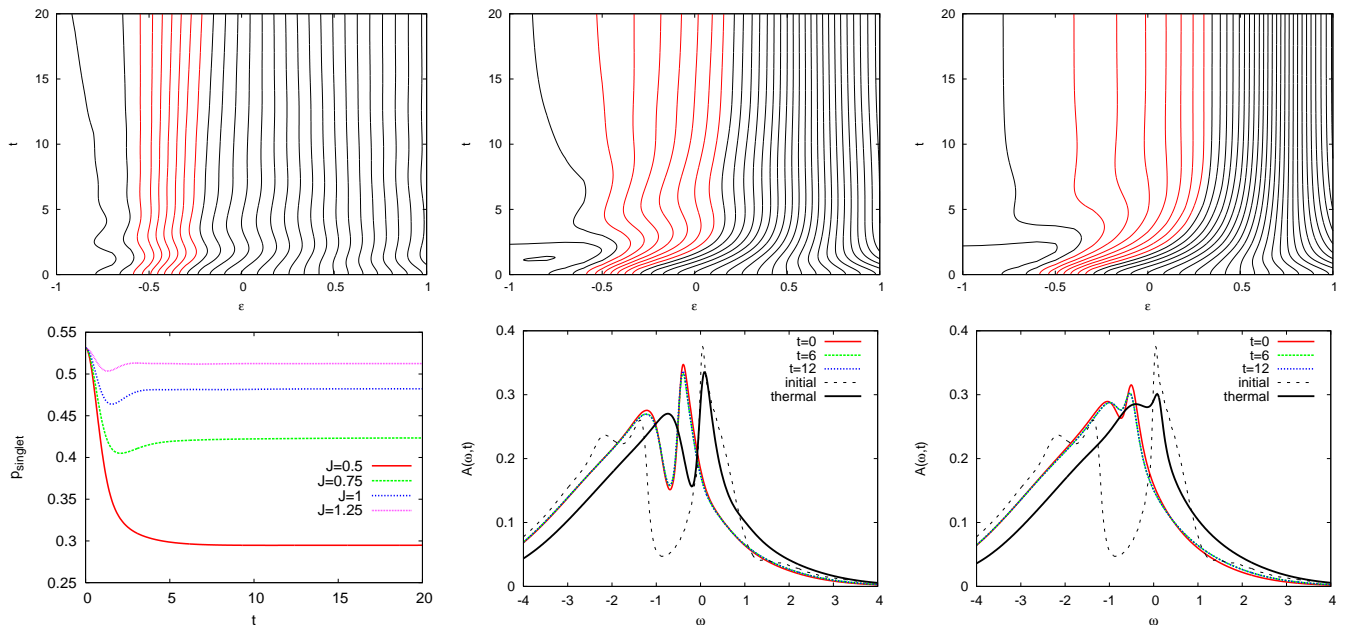 20
15
t
10
5
0
-1 -0.5 0 0.5 1
ε
20
15
t
10
5
0
-1 -0.5 0 0.5 1
ε
20
15
t
10
5
0
-1 -0.5 0 0.5 1
ε
0.55
0.5
0.45
p_singlet
0.4
0.35
0.3
0.25
J=0.5
J=0.75
J=1
J=1.25
0 5 10 15 20
t
0.4
0.3
A(ω,t)
0.2
0.1
0
t=0
t=6
t=12
initial
thermal
-4 -3 -2 -1 0 1 2 3 4
ω
0.4
0.3
A(ω,t)
0.2
0.1
0
t=0
t=6
t=12
initial
thermal
-4 -3 -2 -1 0 1 2 3 4
ω